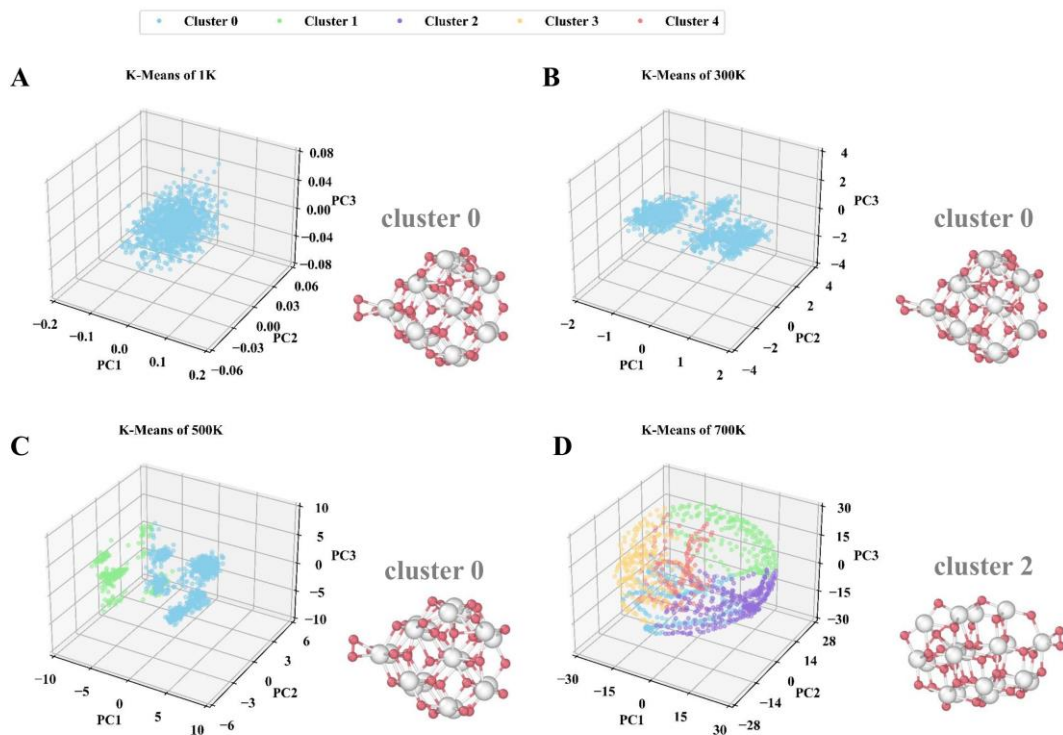 Cluster 0 Cluster 1 Cluster 2 Cluster 3 Cluster 4
A
K-Means of 1K
0.08
0.04
0.00
−0.04
−0.08
PC3
0.06
0.03
0.00
−0.03
−0.06
PC2
−0.2
−0.1
0.0
0.1
0.2
PC1
cluster 0
B
K-Means of 300K
4
2
0
−2
−4
PC3
4
2
0
−2
−4
PC2
−2
−1
0
1
2
PC1
cluster 0
C
K-Means of 500K
10
5
0
−5
−10
PC3
6
3
0
−3
−6
PC2
−10
−5
0
5
10
PC1
cluster 0
D
K-Means of 700K
30
15
0
−15
−30
PC3
28
14
0
−14
−28
PC2
−30
−15
0
15
30
PC1
cluster 2